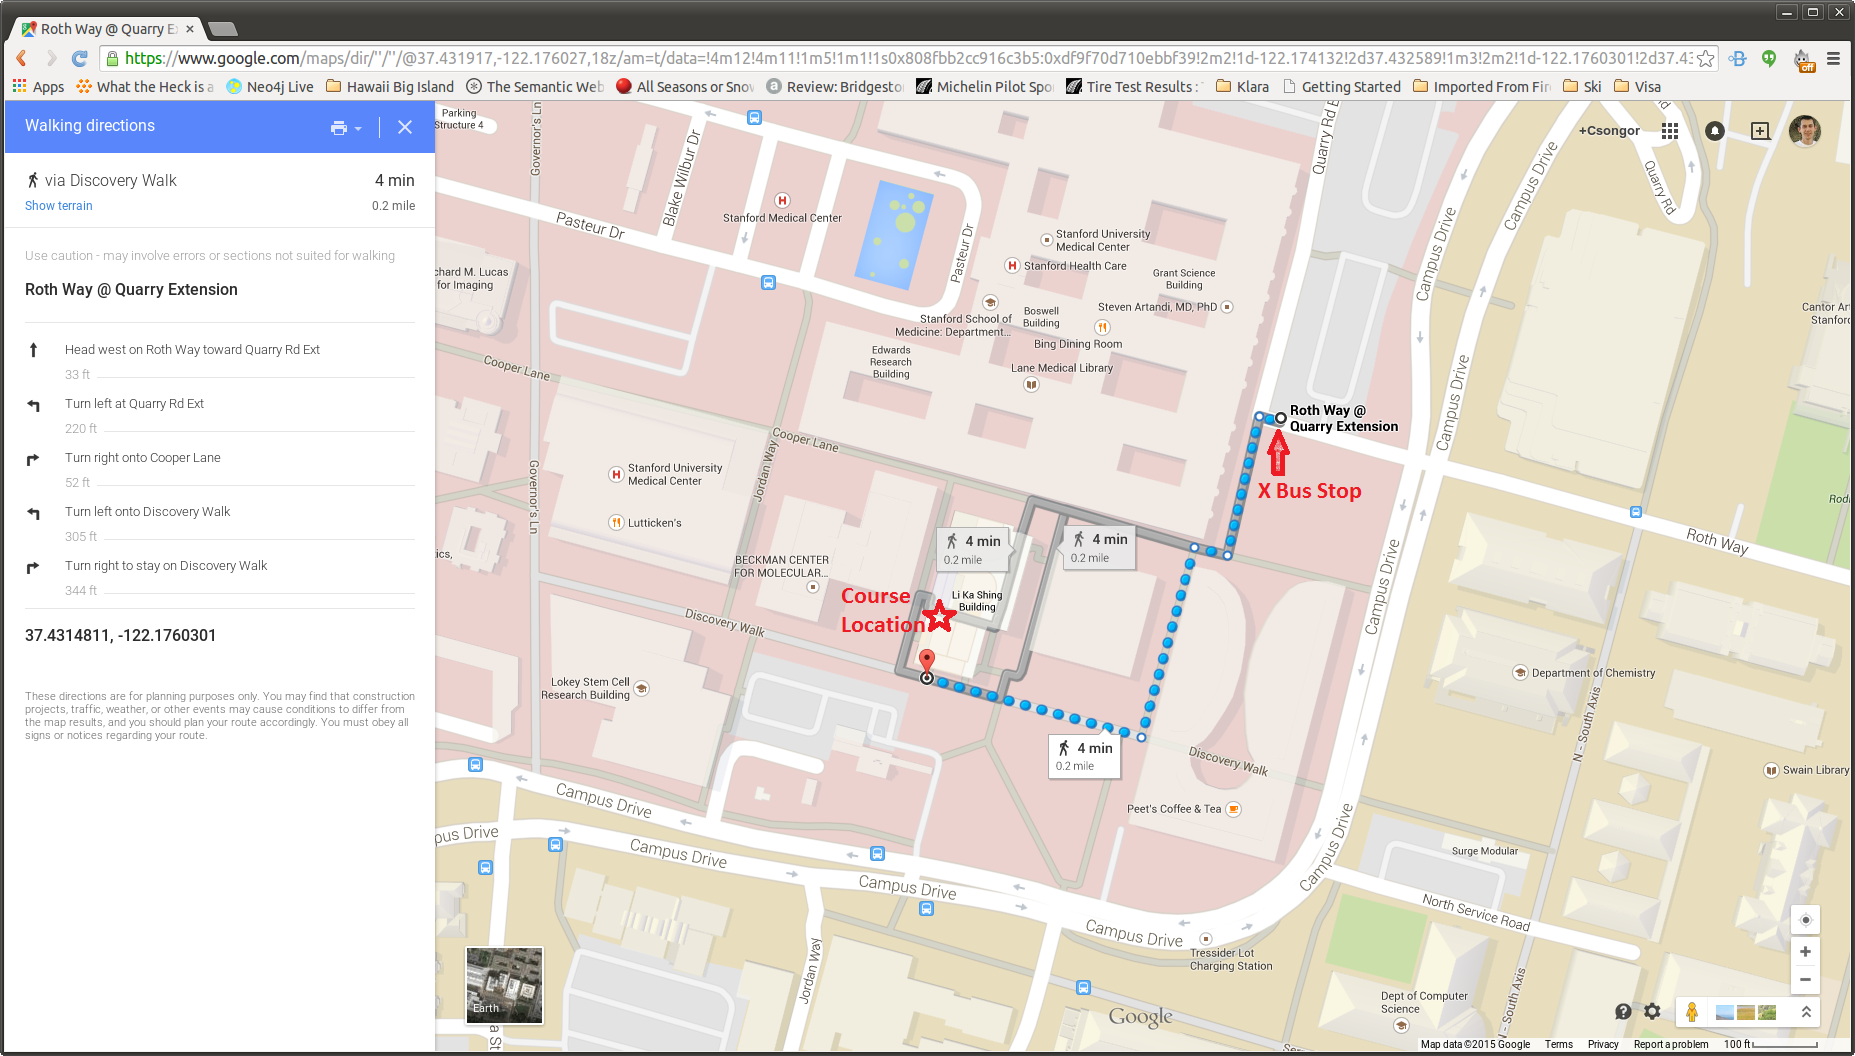 Roth Way @ Quarry E
https://www.google.com/maps/dir/''/''/@37.431917,-122.176027,18z/am=t/data=!4m12!4m11!1m5!1m1!1s0x808fbb2cc916c3b5:0xdf9f70d710ebbf39!2m2!1d-122.174132!2d37.432589!1m3!2m2!1d-122.1760301!2d37.43
off
Apps
What the Heck is a
Neo4j Live
Hawaii Big Island
The Semantic Web
All Seasons or Snow
Review: Bridgesto
Michelin Pilot Spo
Tire Test Results :
Klara
Getting Started
Imported From Fir
Ski
Visa
Walking directions
via Discovery Walk
4 min
Show terrain
0.2 mile
Use caution - may involve errors or sections not suited for walking
Roth Way @ Quarry Extension
Head west on Roth Way toward Quarry Rd Ext
33 ft
Turn left at Quarry Rd Ext
220 ft
Turn right onto Cooper Lane
52 ft
Turn left onto Discovery Walk
305 ft
Turn right to stay on Discovery Walk
344 ft
37.4314811, -122.1760301
These directions are for planning purposes only. You may find that construction
projects, traffic, weather, or other events may cause conditions to differ from
the map results, and you should plan your route accordingly. You must obey all
signs or notices regarding your route.
+Csongor
Parking
Structure 4
Governor's Ln
Blake Wilbur Dr
Quarry Rd E
Campus Drive
Campus Drive
Quarry Rd
Pasteur Dr
H
Stanford Medical Center
Pasteur Dr
Stanford University
Medical Center
H
Stanford Health Care
Grant Science
Building
chard M. Lucas
for Imaging
Steven Artandi, MD, PhD
Stanford School of
Medicine: Department...
Boswell
Building
Bing Dining Room
Cantor Ar
Stanford
Edwards
Research
Building
Lane Medical Library
Cooper Lane
Campus Drive
Roth Way @
Quarry Extension
Cooper Lane
Jordan Way
H
Stanford University
Medical Center
Governor's Ln
X Bus Stop
Rodi
Lutticken's
4 min
0.2 mile
4 min
0.2 mile
Roth Way
ics,
BECKMAN CENTER
FOR MOLECULAR...
Course
Location
Li Ka Shing
Building
Campus Drive
Discovery Walk
Lokey Stem Cell
Research Building
Department of Chemistry
N - South Axis
4 min
0.2 mile
Discovery Walk
Swain Library
Campus Drive
Peet's Coffee & Tea
pus Drive
Campus Drive
Campus Drive
Surge Modular
Campus Drive
North Service Road
Campus Drive
Jordan Way
Tressider Lot
Charging Station
Earth
Dept of Computer
Science
I - South Axis
Google
a St
Se
Map data ©2015 Google
Terms
Privacy
Report a problem
100 ft